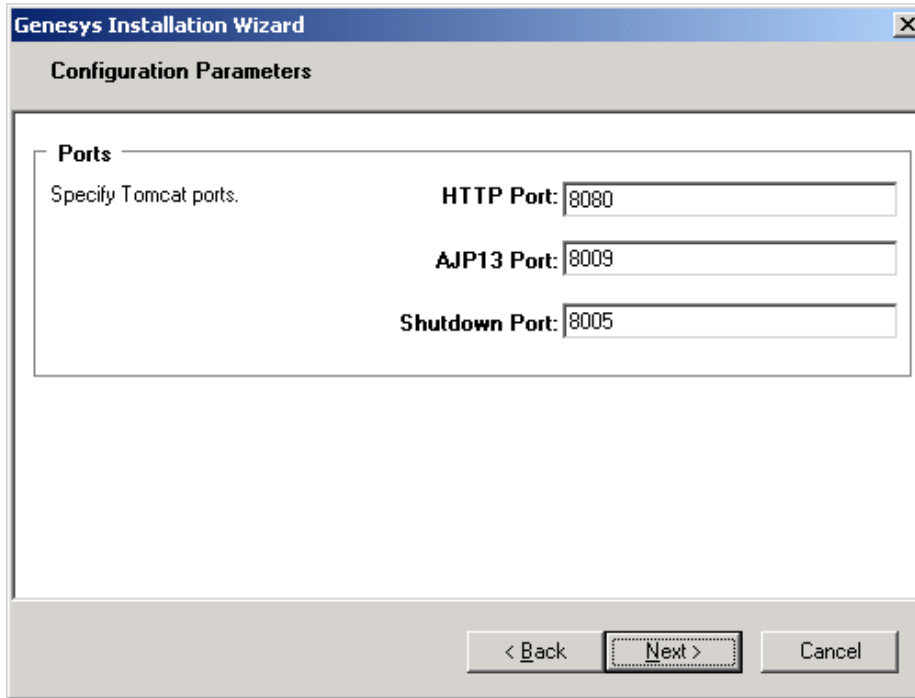 Genesys Installation Wizard
Configuration Parameters
Ports
Specify Tomcat ports.
HTTP Port: 8080
AJP13 Port: 8009
Shutdown Port: 8005
< Back
Next >
Cancel